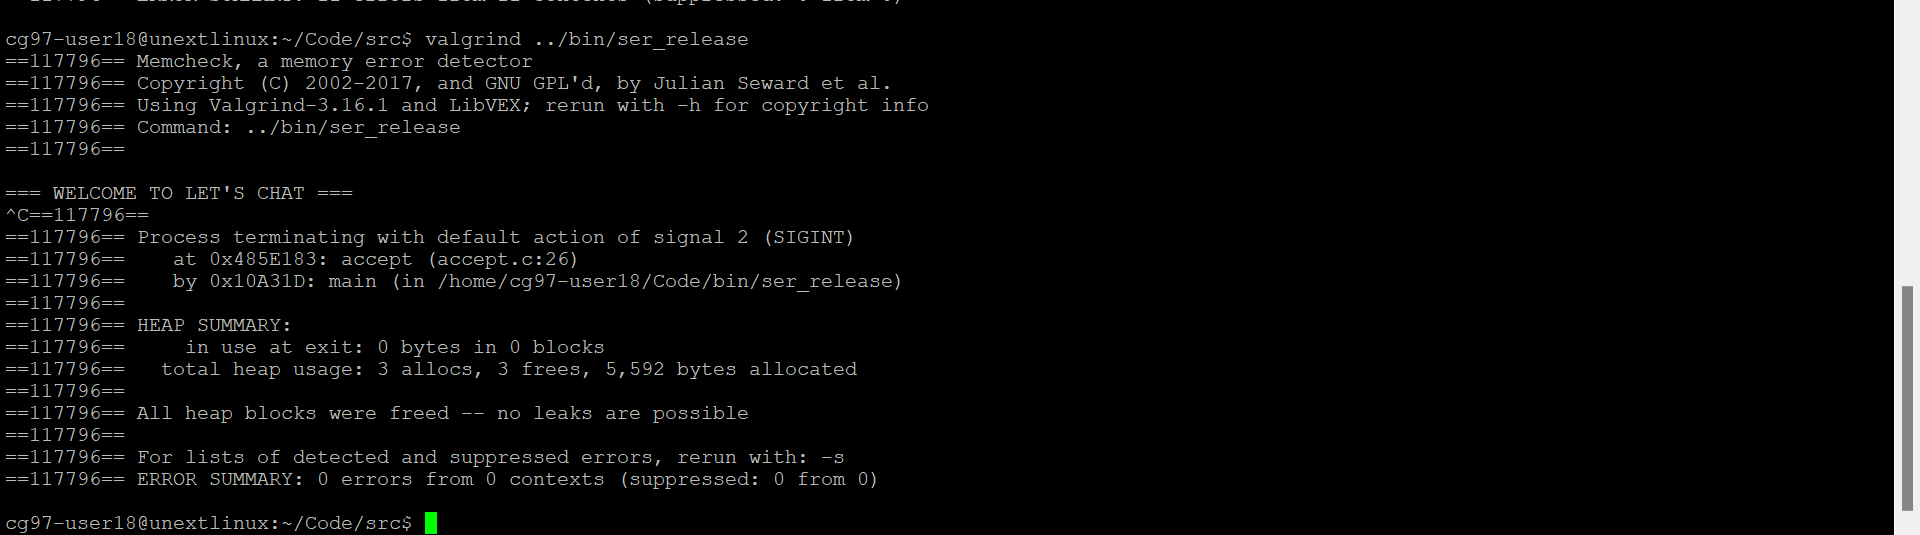 cg97-user18@unextlinux:~/Code/src$ valgrind ../bin/ser_release
==117796== Memcheck, a memory error detector
==117796== Copyright (C) 2002-2017, and GNU GPL'd, by Julian Seward et al.
==117796== Using Valgrind-3.16.1 and LibVEX; rerun with -h for copyright info
==117796== Command: ../bin/ser_release
==117796==
=== WELCOME TO LET'S CHAT ===
^C==117796==
==117796== Process terminating with default action of signal 2 (SIGINT)
==117796==    at 0x485E183: accept (accept.c:26)
==117796==    by 0x10A31D: main (in /home/cg97-user18/Code/bin/ser_release)
==117796==
==117796== HEAP SUMMARY:
==117796==     in use at exit: 0 bytes in 0 blocks
==117796==   total heap usage: 3 allocs, 3 frees, 5,592 bytes allocated
==117796==
==117796== All heap blocks were freed -- no leaks are possible
==117796==
==117796== For lists of detected and suppressed errors, rerun with: -s
==117796== ERROR SUMMARY: 0 errors from 0 contexts (suppressed: 0 from 0)
cg97-user18@unextlinux:~/Code/src$